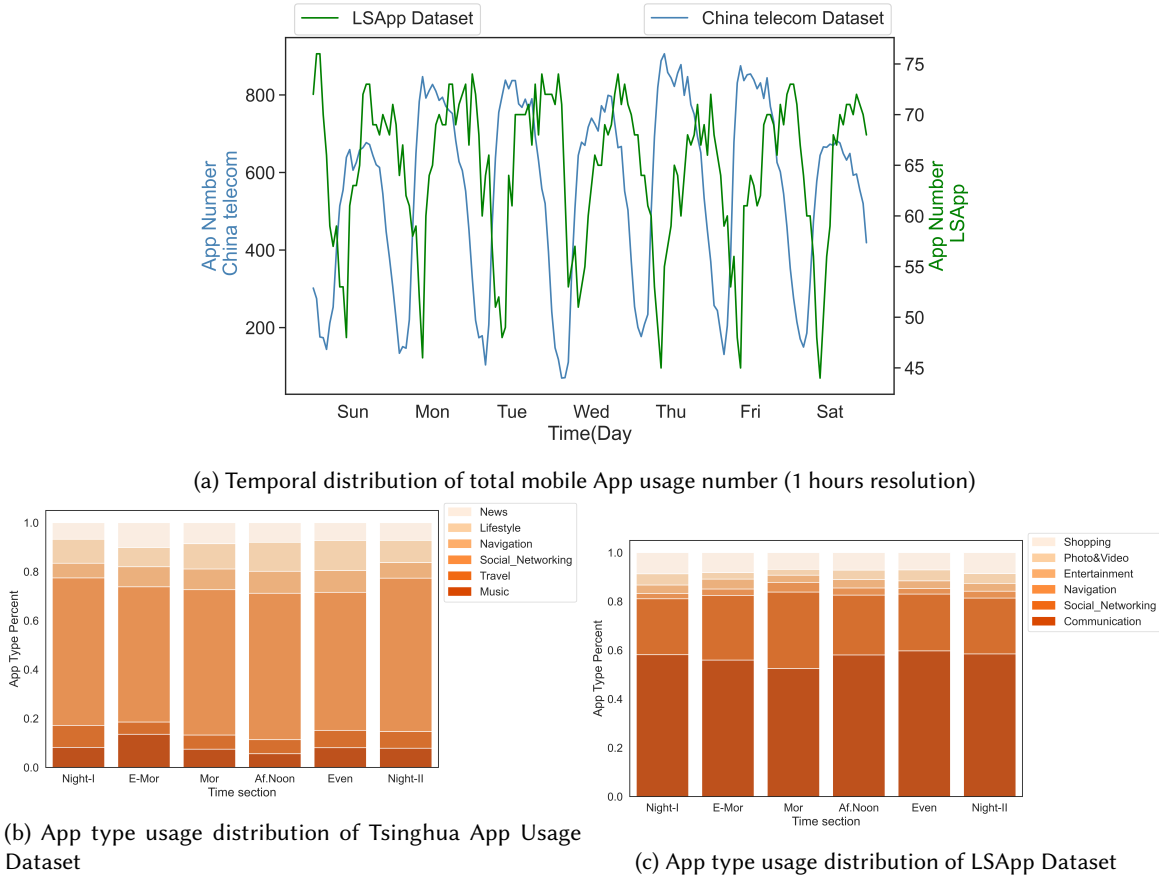 LSApp Dataset
China telecom Dataset
800
600
400
200
App Number
China telecom
75
70
65
60
55
50
45
App Number
LSApp
Sun Mon Tue Wed Thu Fri Sat
Time(Day
(a) Temporal distribution of total mobile App usage number (1 hours resolution)
1.0
0.8
0.6
0.4
0.2
0.0
App Type Percent
Night-I E-Mor Mor Af.Noon Even Night-II
Time section
News
Lifestyle
Navigation
Social_Networking
Travel
Music
(b) App type usage distribution of Tsinghua App Usage
Dataset
1.0
0.8
0.6
0.4
0.2
0.0
App Type Percent
Night-I E-Mor Mor Af.Noon Even Night-II
Time section
Shopping
Photo&Video
Entertainment
Navigation
Social_Networking
Communication
(c) App type usage distribution of LSApp Dataset